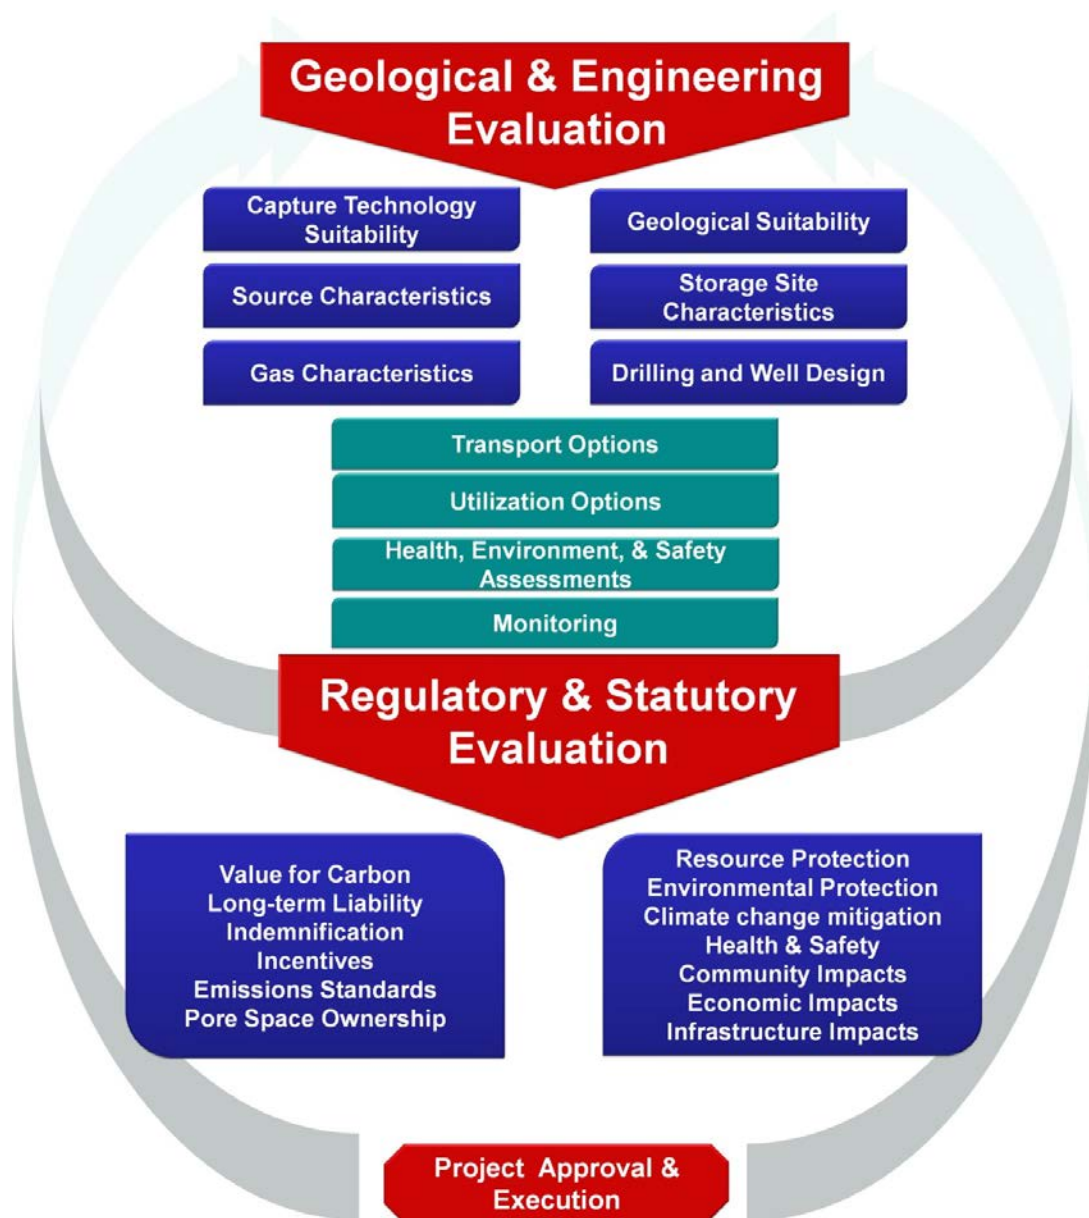 Geological & Engineering
Evaluation
Capture Technology
Suitability
Geological Suitability
Source Characteristics
Storage Site
Characteristics
Gas Characteristics
Drilling and Well Design
Transport Options
Utilization Options
Health, Environment, & Safety
Assessments
Monitoring
Regulatory & Statutory
Evaluation
Value for Carbon
Long-term Liability
Indemnification
Incentives
Emissions Standards
Pore Space Ownership
Resource Protection
Environmental Protection
Climate change mitigation
Health & Safety
Community Impacts
Economic Impacts
Infrastructure Impacts
Project Approval &
Execution